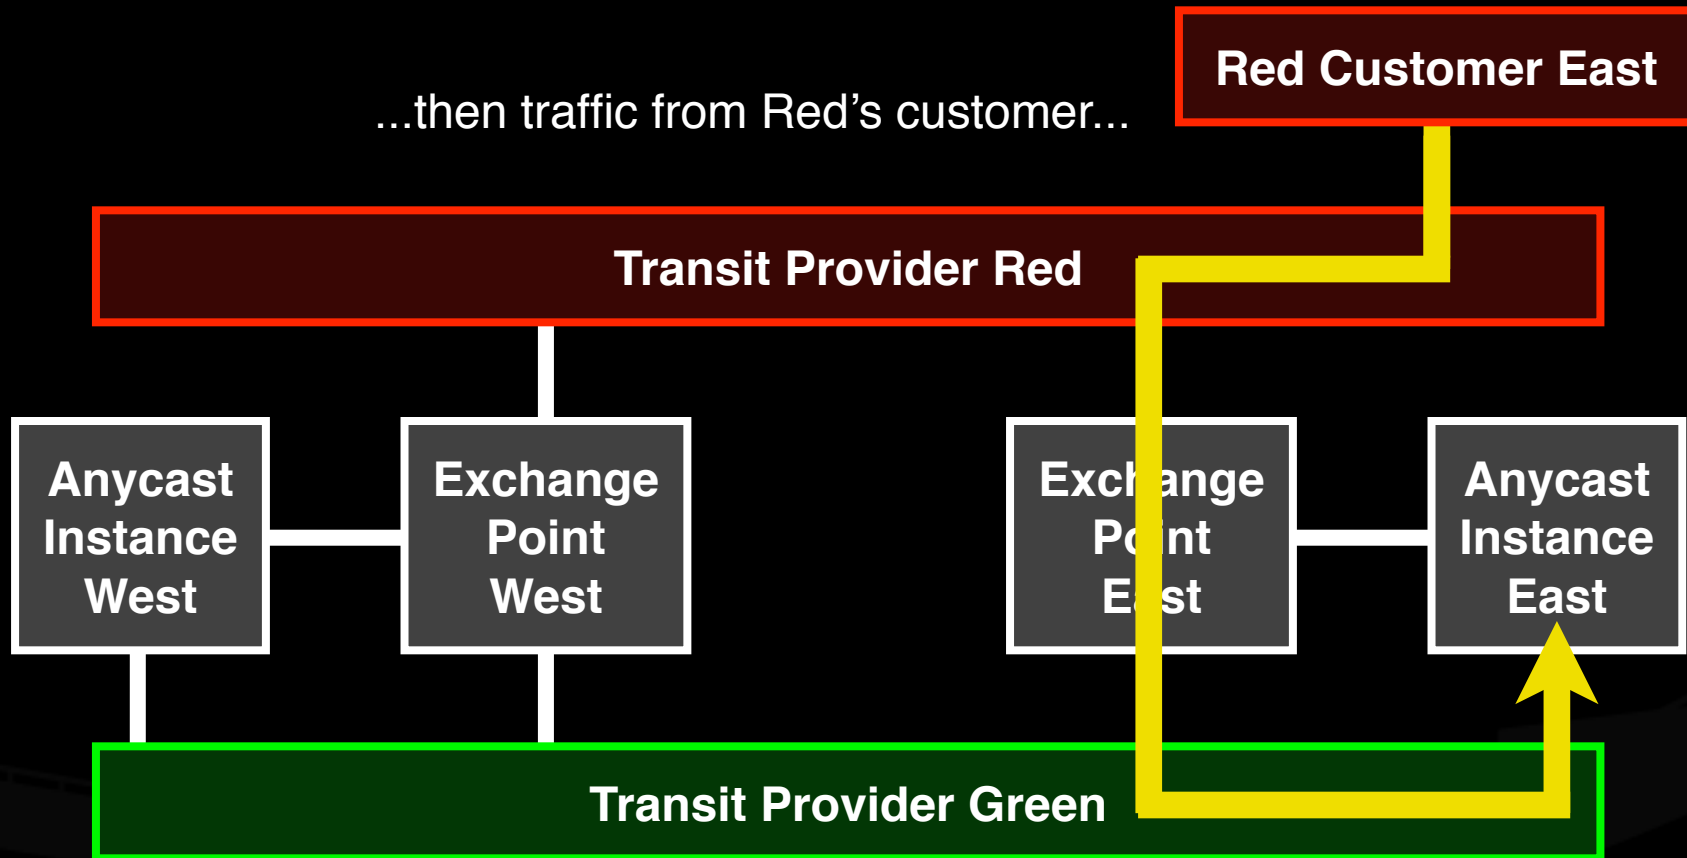 Red Customer East
...then traffic from Red’s customer...
Transit Provider Red
Anycast
Instance
West
Exchange
Point
West
Exchange
Point
East
Anycast
Instance
East
Transit Provider Green